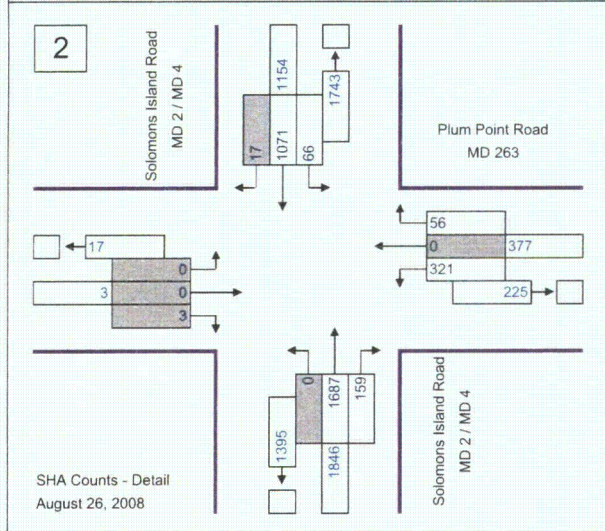 2
Solomons Island Road
MD 2 / MD 4
1154
1743
17
1071
66
Plum Point Road
MD 263
17
0
3
0
3
56
0
377
321
225
0
1687
159
1395
1846
Solomons Island Road
MD 2 / MD 4
SHA Counts - Detail
August 26, 2008